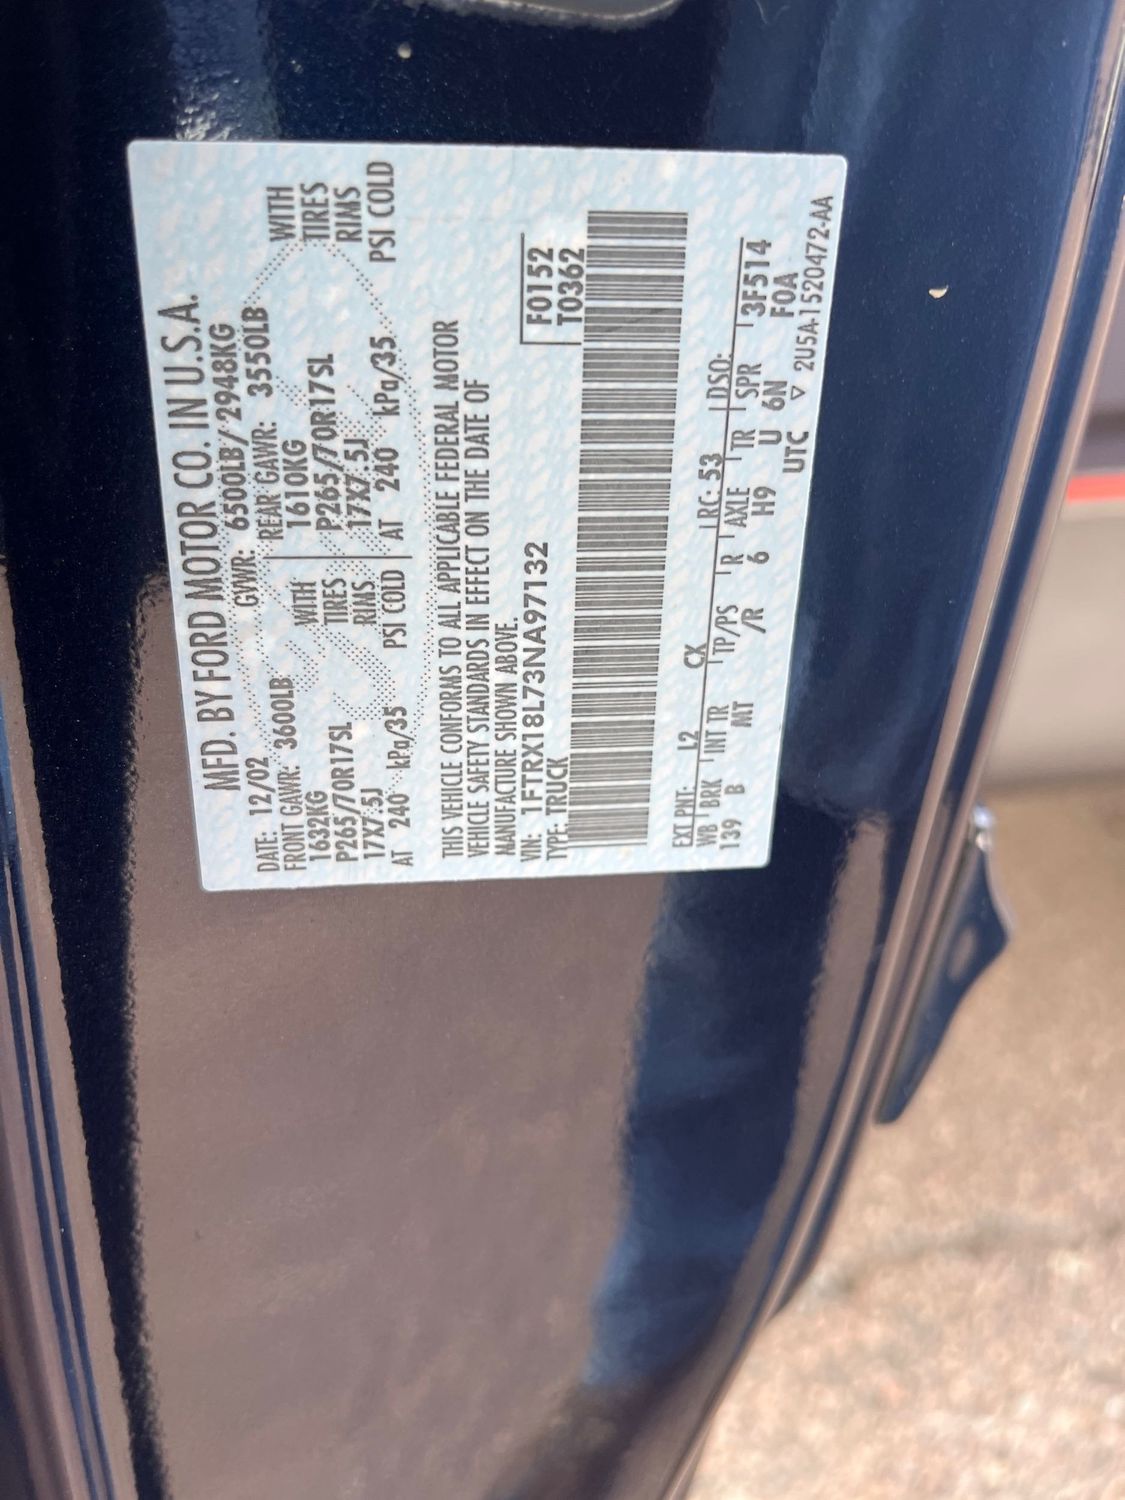 MFD. BY FORD MOTOR CO. IN U.S.A.
DATE: 12/02 GVWR: 6500LB/ 2948KG
FRONT GAWR: 3600LB REAR GAWR: 3550LB
1632KG WITH 1610KG WITH
P265/70R17SL TIRES P265/70R17SL TIRES
17X7.5J RIMS 17X7.5J RIMS
AT 240 kPa/35 PSI COLD AT 240 kPa/35 PSI COLD
THIS VEHICLE CONFORMS TO ALL APPLICABLE FEDERAL MOTOR
VEHICLE SAFETY STANDARDS IN EFFECT ON THE DATE OF
MANUFACTURE SHOWN ABOVE.
VIN: 1FTRX18L73NA97132 F0152
TYPE: TRUCK T0362
EXT PNT: L2 CX RC: 53 DSO:
WB BRK INT TR TP/PS R AXLE TR SPR 3F514
139 B MT /R 6 H9 U 6N F0A
UTC ▽ 2U5A-1520472-AA